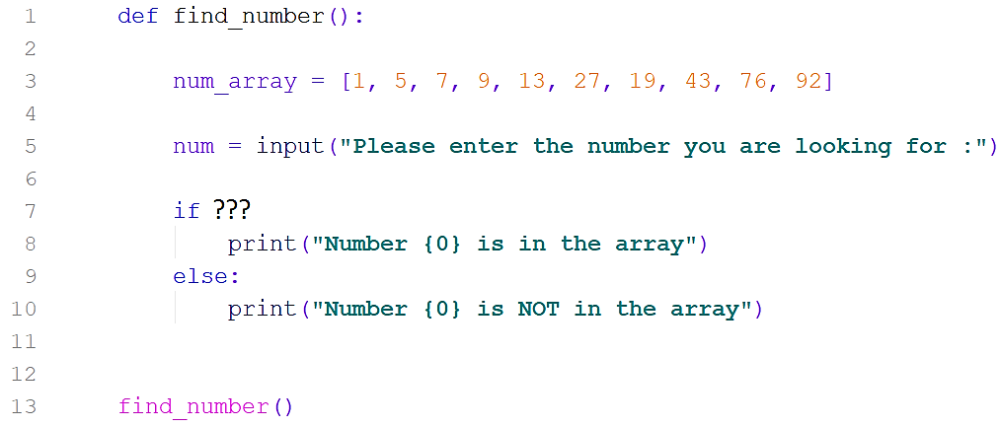 1 def find_number():
2
3 num_array = [1, 5, 7, 9, 13, 27, 19, 43, 76, 92]
4
5 num = input("Please enter the number you are looking for :")
6
7 if ???
8 print("Number {0} is in the array")
9 else:
10 print("Number {0} is NOT in the array")
11
12
13 find_number()